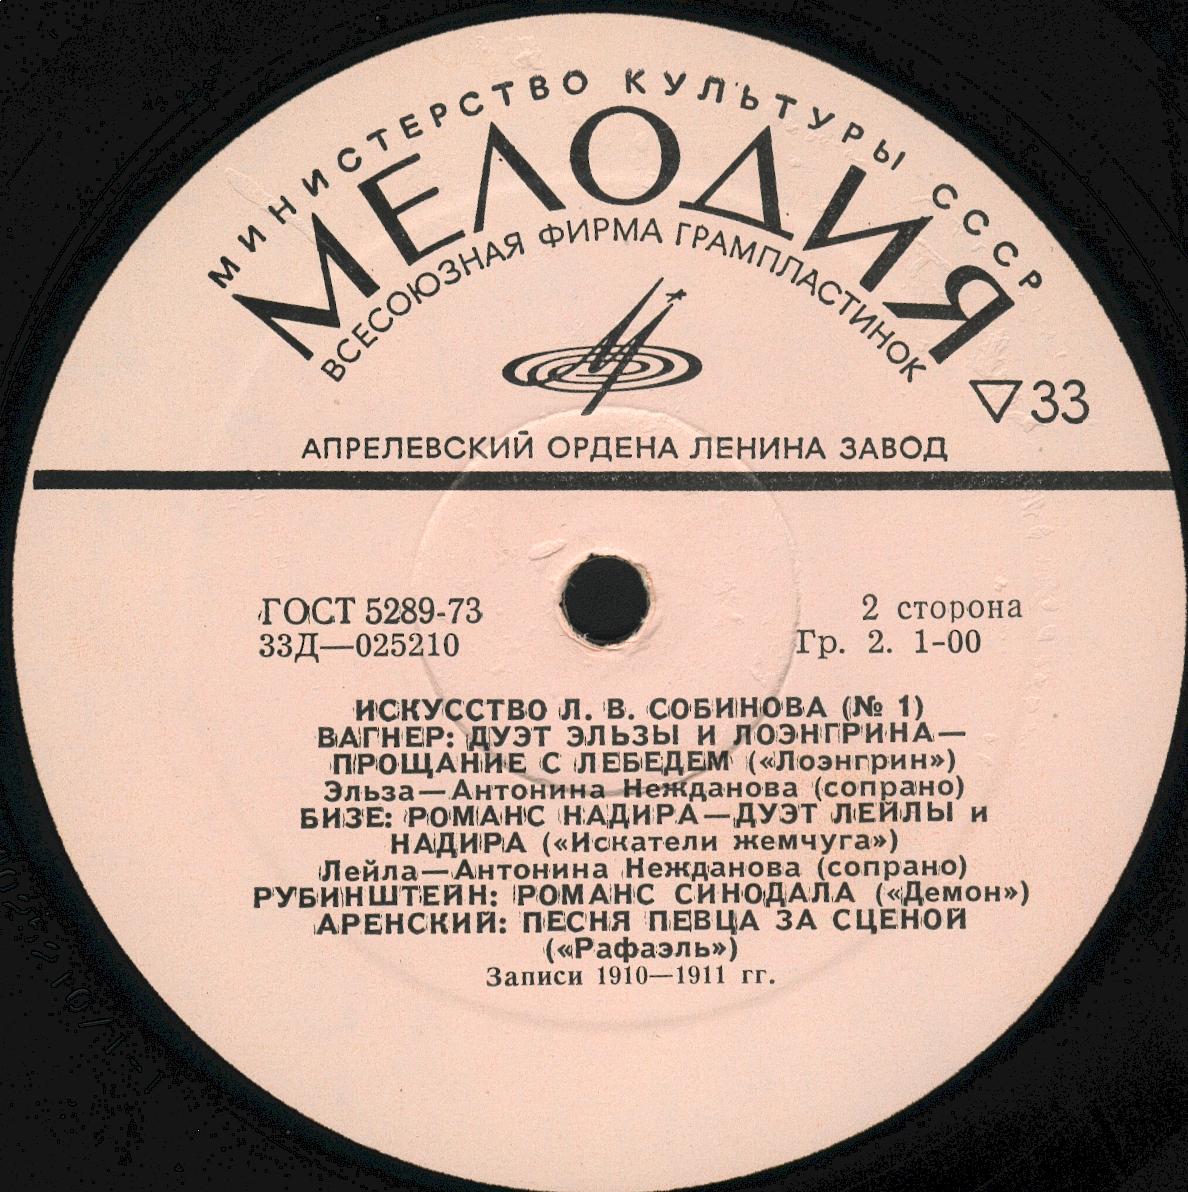 МИНИСТЕРСТВО КУЛЬТУРЫ СССР
МЕЛОДИЯ
ВСЕСОЮЗНАЯ ФИРМА ГРАМПЛАСТИНОК
▽33
АПРЕЛЕВСКИЙ ОРДЕНА ЛЕНИНА ЗАВОД
ГОСТ 5289-73
33Д—025210
2 сторона
Гр. 2. 1-00
ИСКУССТВО Л. В. СОБИНОВА (№ 1)
ВАГНЕР: ДУЭТ ЭЛЬЗЫ И ЛОЭНГРИНА—
ПРОЩАНИЕ С ЛЕБЕДЕМ («Лоэнгрин»)
Эльза—Антонина Нежданова (сопрано)
БИЗЕ: РОМАНС НАДИРА—ДУЭТ ЛЕЙЛЫ и
НАДИРА («Искатели жемчуга»)
Лейла—Антонина Нежданова (сопрано)
РУБИНШТЕЙН: РОМАНС СИНОДАЛА («Демон»)
АРЕНСКИЙ: ПЕСНЯ ПЕВЦА ЗА СЦЕНОЙ
(«Рафаэль»)
Записи 1910—1911 гг.